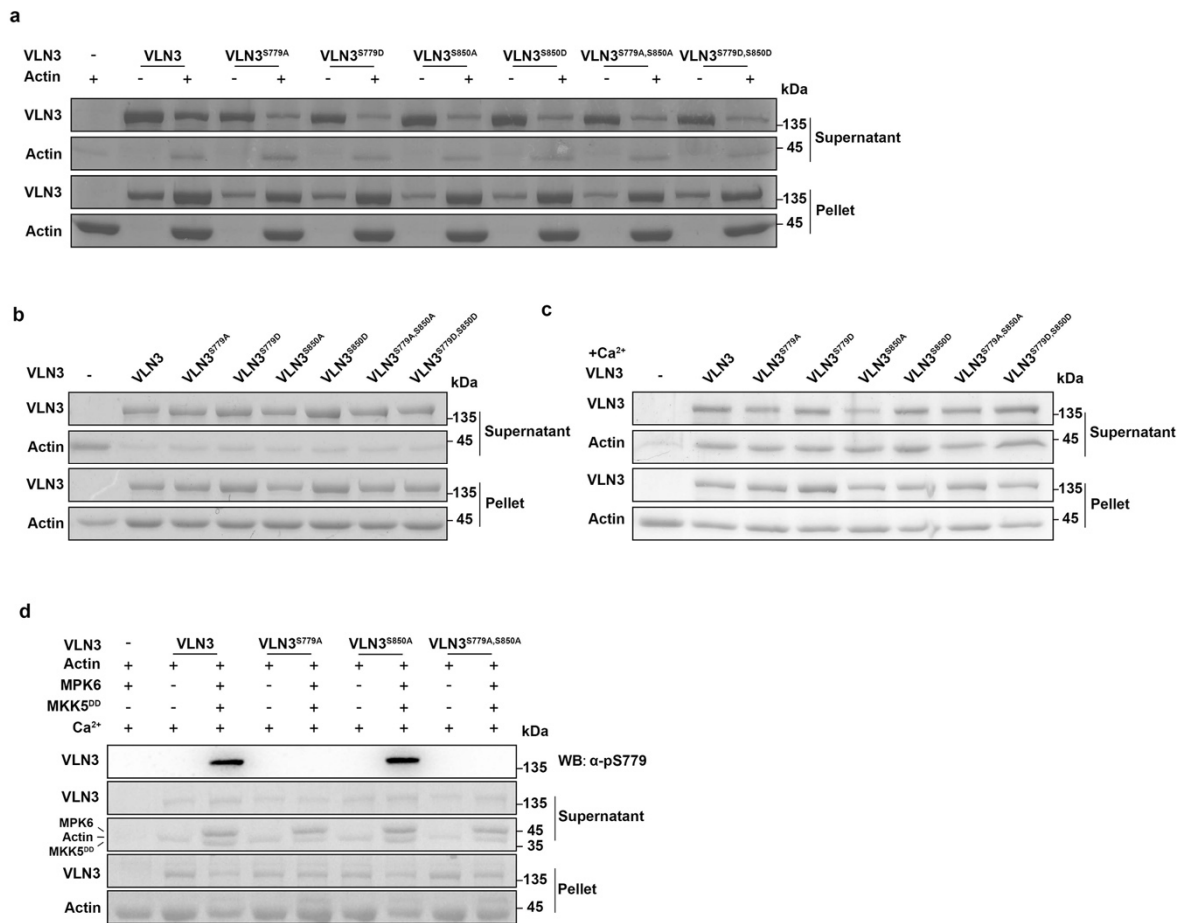 a
VLN3 - VLN3 VLN3S779A VLN3S779D VLN3S850A VLN3S850D VLN3S779A,S850A VLN3S779D,S850D
Actin + - + - + - + - + - + - + - +
kDa
VLN3 -135
Actin 45-
Supernatant
VLN3 -135
Actin 45-
Pellet
b
VLN3 - VLN3 VLN3S779A VLN3S779D VLN3S850A VLN3S850D VLN3S779A,S850A VLN3S779D,S850D
kDa
VLN3 135-
Actin 45-
Supernatant
VLN3 135-
Actin 45-
Pellet
c
+Ca2+
VLN3 - VLN3 VLN3S779A VLN3S779D VLN3S850A VLN3S850D VLN3S779A,S850A VLN3S779D,S850D
kDa
VLN3 135-
Actin 45-
Supernatant
VLN3 135-
Actin 45-
Pellet
d
VLN3 - VLN3 VLN3S779A VLN3S850A VLN3S779A,S850A
Actin + + + + + + + + +
MPK6 + - + - + - + - +
MKK5DD - - + - + - + - +
Ca2+ + + + + + + + + +
kDa
VLN3 135- WB: α-pS779
VLN3 135-
MPK6 45-
Actin
MKK5DD 35-
Supernatant
VLN3 135-
Actin 45-
Pellet